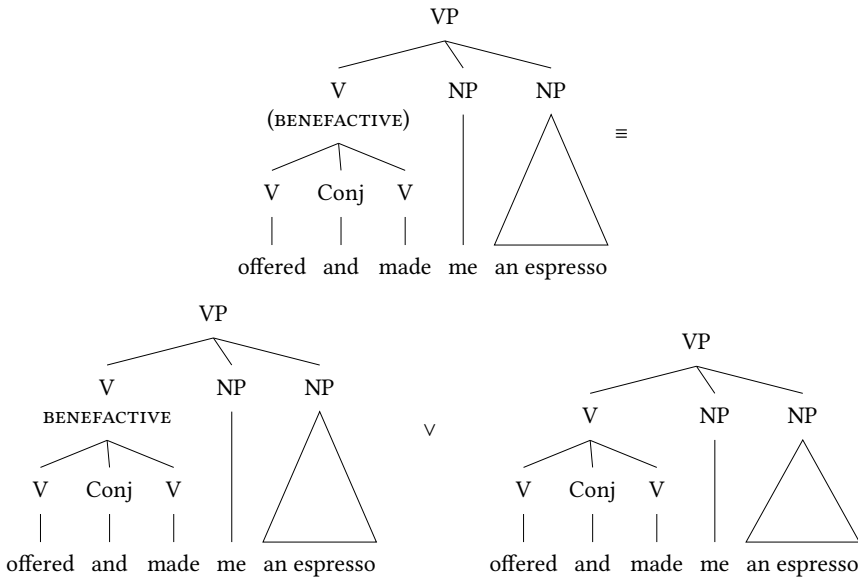 VP
V NP NP
(BENEFACTIVE)
≡
V Conj V
offered and made me an espresso
VP
VP
V NP NP
BENEFACTIVE
V NP NP
∨
V Conj V
V Conj V
offered and made me an espresso
offered and made me an espresso